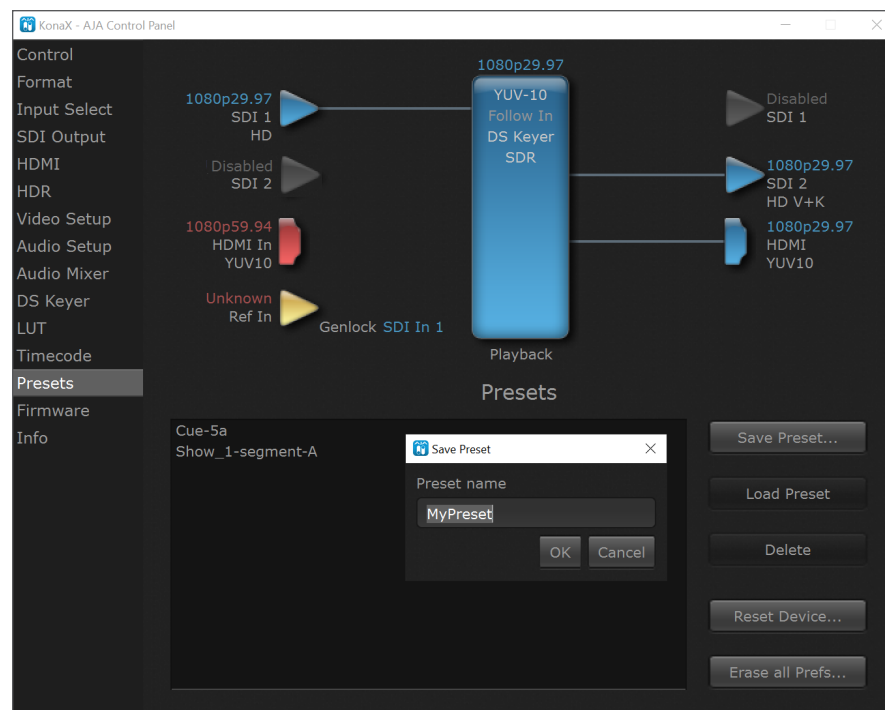 KonaX - AJA Control Panel
Control
Format
Input Select
SDI Output
HDMI
HDR
Video Setup
Audio Setup
Audio Mixer
DS Keyer
LUT
Timecode
Presets
Firmware
Info
1080p29.97
SDI 1
HD
Disabled
SDI 2
1080p59.94
HDMI In
YUV10
Unknown
Ref In
Genlock SDI In 1
1080p29.97
YUV-10
Follow In
DS Keyer
SDR
Playback
Disabled
SDI 1
1080p29.97
SDI 2
HD V+K
1080p29.97
HDMI
YUV10
Presets
Cue-5a
Show_1-segment-A
Save Preset
Preset name
MyPreset
OK Cancel
Save Preset...
Load Preset
Delete
Reset Device...
Erase all Prefs...